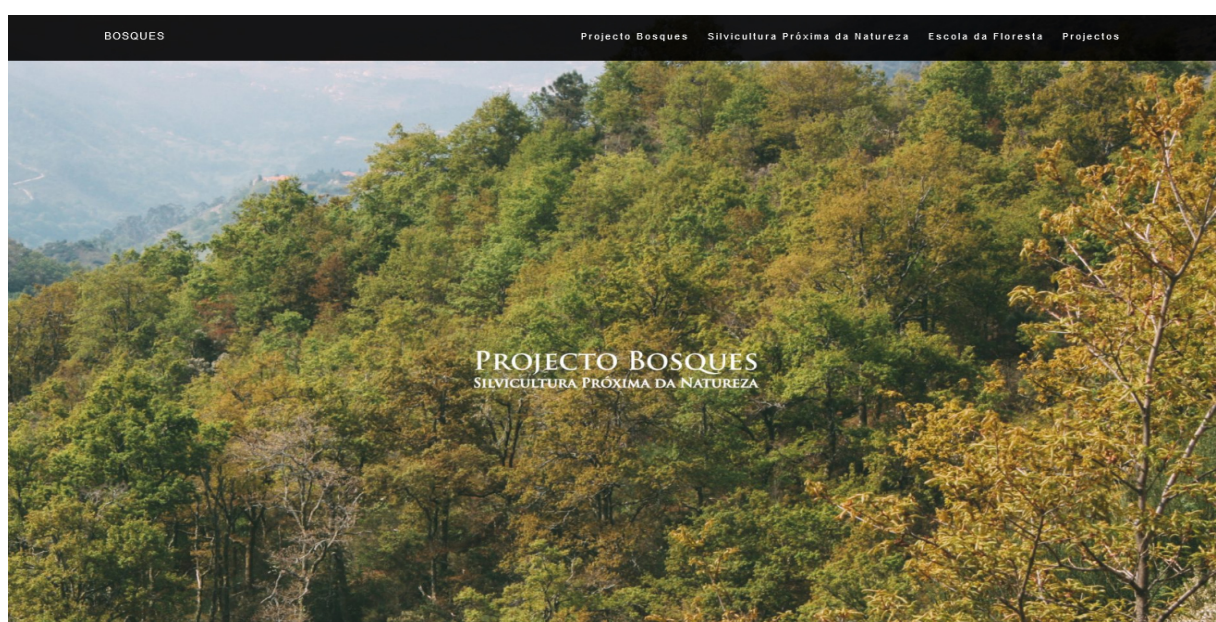 BOSQUES
Projecto Bosques Silvicultura Próxima da Natureza Escola da Floresta Projectos
PROJECTO BOSQUES
SILVICULTURA PRÓXIMA DA NATUREZA